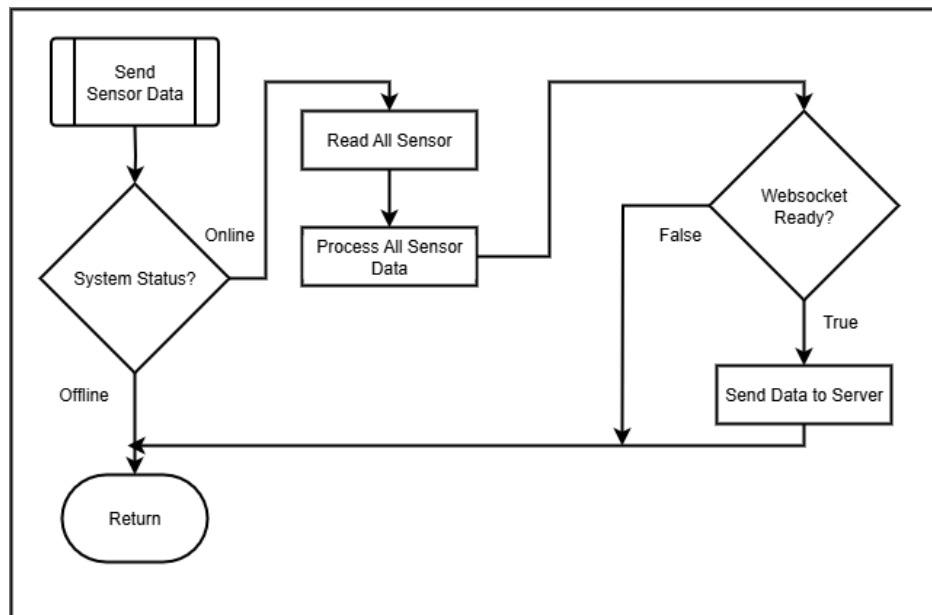 Send
Sensor Data
System Status?
Online
Offline
Read All Sensor
Process All Sensor
Data
Websocket
Ready?
False
True
Send Data to Server
Return